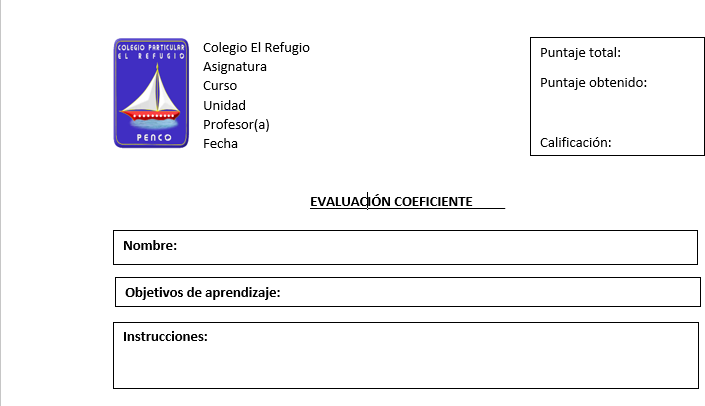 COLEGIO PARTICULAR
EL REFUGIO
PENCO
Colegio El Refugio
Asignatura
Curso
Unidad
Profesor(a)
Fecha
Puntaje total:
Puntaje obtenido:
Calificación:
EVALUACIÓN COEFICIENTE_____
Nombre:
Objetivos de aprendizaje:
Instrucciones: